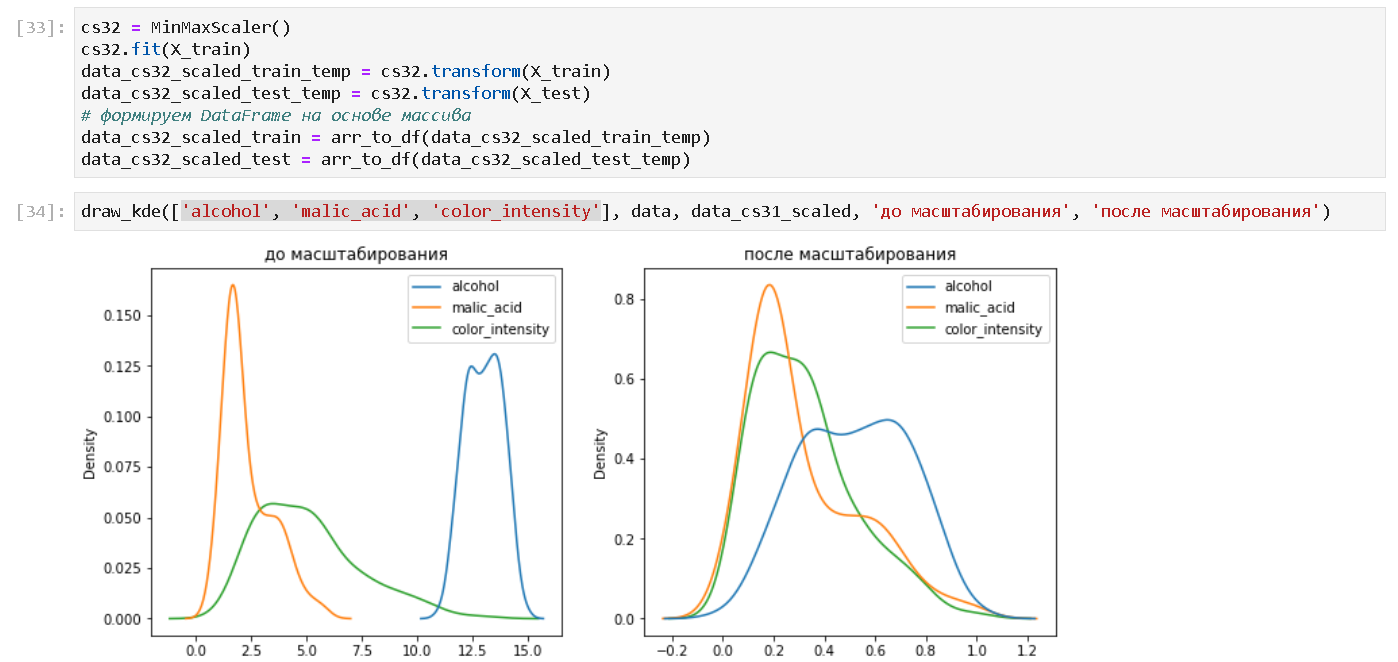 [33]:
cs32 = MinMaxScaler()
cs32.fit(X_train)
data_cs32_scaled_train_temp = cs32.transform(X_train)
data_cs32_scaled_test_temp = cs32.transform(X_test)
# формируем DataFrame на основе массива
data_cs32_scaled_train = arr_to_df(data_cs32_scaled_train_temp)
data_cs32_scaled_test = arr_to_df(data_cs32_scaled_test_temp)
[34]:
draw_kde(['alcohol', 'malic_acid', 'color_intensity'], data, data_cs31_scaled, 'до масштабирования', 'после масштабирования')
до масштабирования
alcohol
malic_acid
color_intensity
Density
0.150
0.125
0.100
0.075
0.050
0.025
0.000
0.0 2.5 5.0 7.5 10.0 12.5 15.0
после масштабирования
alcohol
malic_acid
color_intensity
Density
0.8
0.6
0.4
0.2
0.0
−0.2 0.0 0.2 0.4 0.6 0.8 1.0 1.2